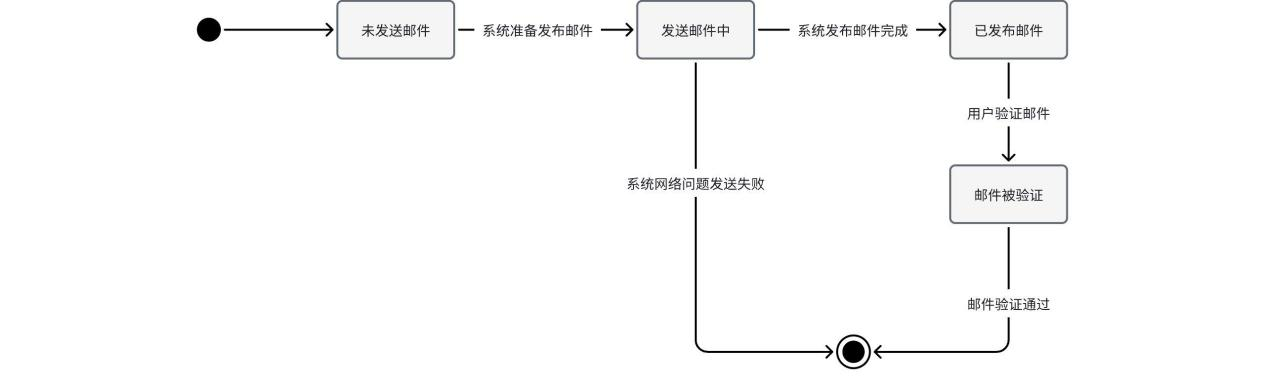 未发送邮件
系统准备发布邮件
发送邮件中
系统发布邮件完成
已发布邮件
用户验证邮件
系统网络问题发送失败
邮件被验证
邮件验证通过